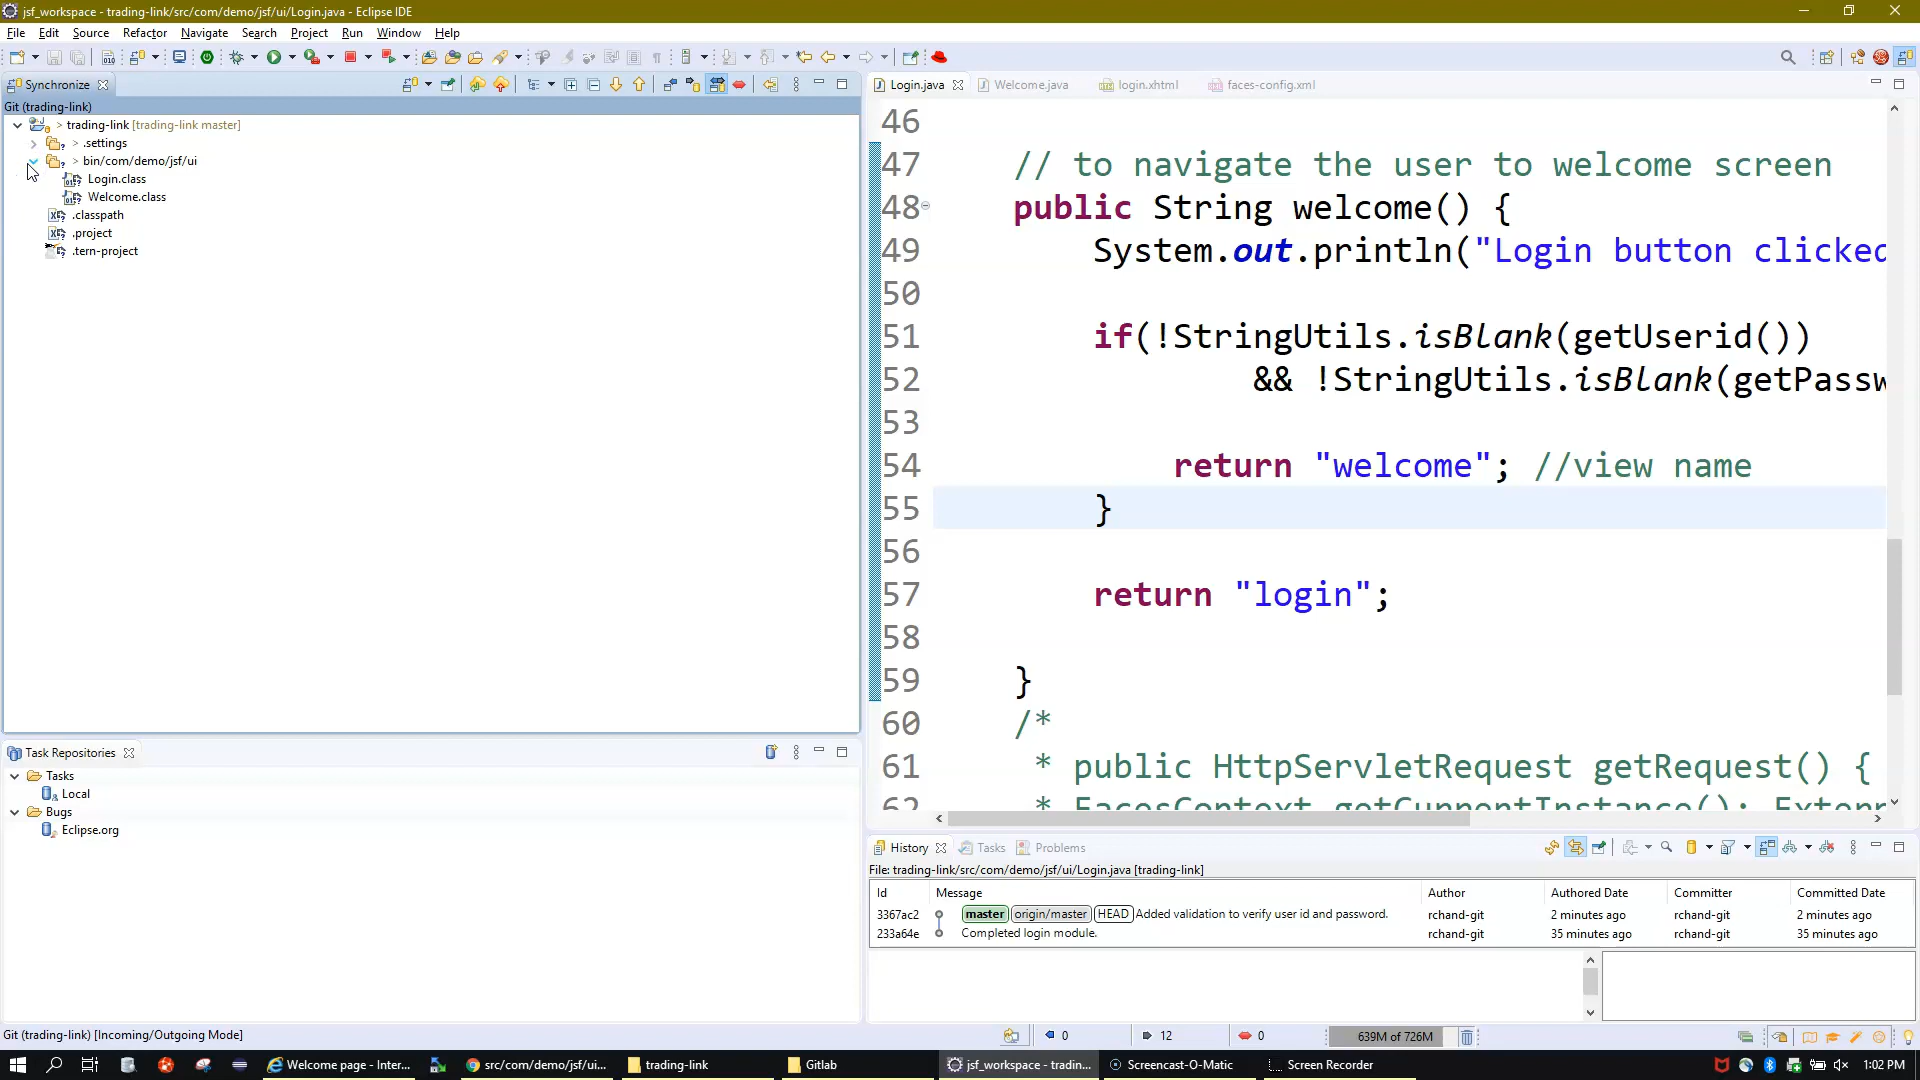 jsf_workspace - trading-link/src/com/demo/jsf/ui/Login.java - Eclipse IDE
File Edit Source Refactor Navigate Search Project Run Window Help
Synchronize
Git (trading-link)
> trading-link [trading-link master]
> .settings
> bin/com/demo/jsf/ui
Login.class
Welcome.class
.classpath
.project
.tern-project
Login.java Welcome.java login.xhtml faces-config.xml
46
47 // to navigate the user to welcome screen
48 public String welcome() {
49 System.out.println("Login button clicked
50
51 if(!StringUtils.isBlank(getUserid())
52 && !StringUtils.isBlank(getPassw
53
54 return "welcome"; //view name
55 }
56
57 return "login";
58
59 }
60 /*
61 * public HttpServletRequest getRequest() {
62 * FacesContext.getCurrentInstance(); Extern
Task Repositories
Tasks
Local
Bugs
Eclipse.org
History Tasks Problems
File: trading-link/src/com/demo/jsf/ui/Login.java [trading-link]
Id Message Author Authored Date Committer Committed Date
3367ac2 master origin/master HEAD Added validation to verify user id and password. rchand-git 2 minutes ago rchand-git 2 minutes ago
233a64e Completed login module. rchand-git 35 minutes ago rchand-git 35 minutes ago
Git (trading-link) [Incoming/Outgoing Mode] 0 12 0 639M of 726M
Welcome page - Inter... src/com/demo/jsf/ui... trading-link Gitlab jsf_workspace - tradin... Screencast-O-Matic Screen Recorder 1:02 PM